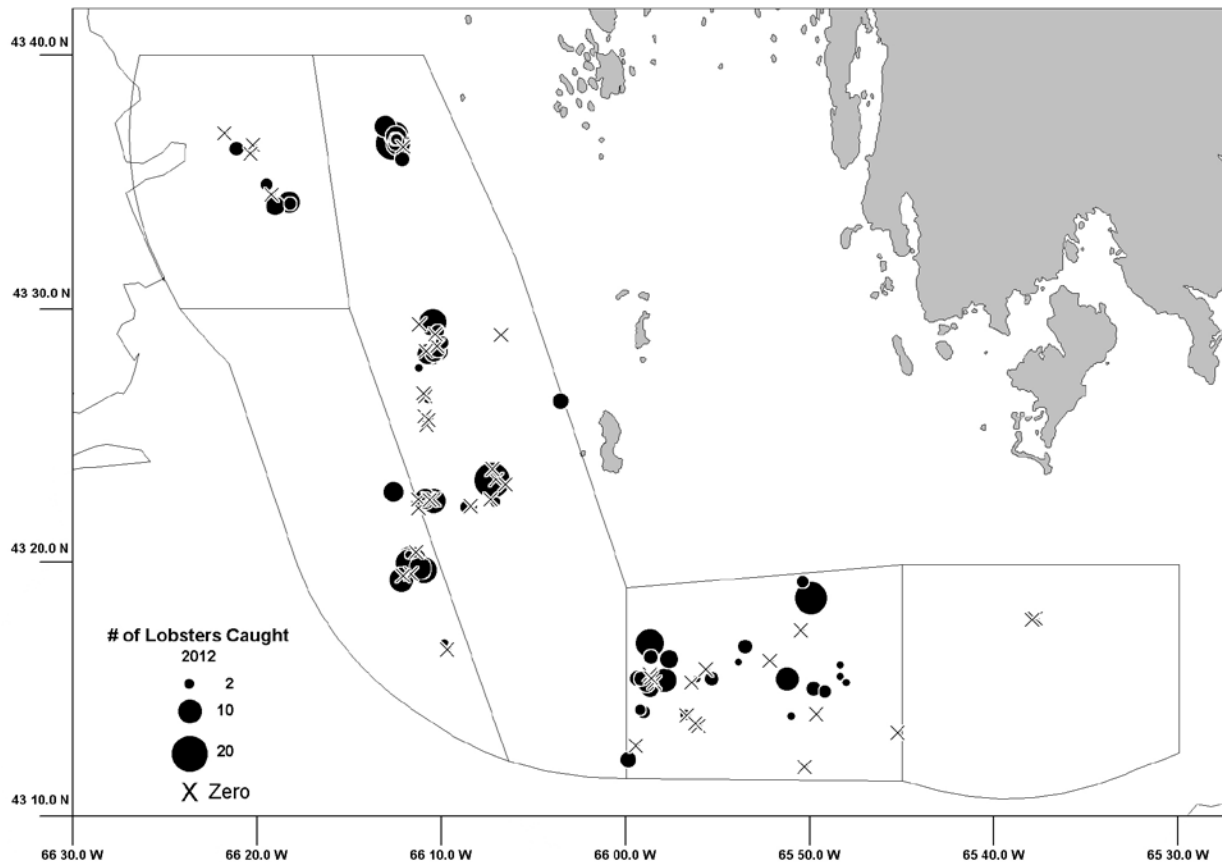 43 40.0 N
43 30.0 N
43 20.0 N
# of Lobsters Caught
2012
2
10
20
X Zero
43 10.0 N
66 30.0 W
66 20.0 W
66 10.0 W
66 00.0 W
65 50.0 W
65 40.0 W
65 30.0 W